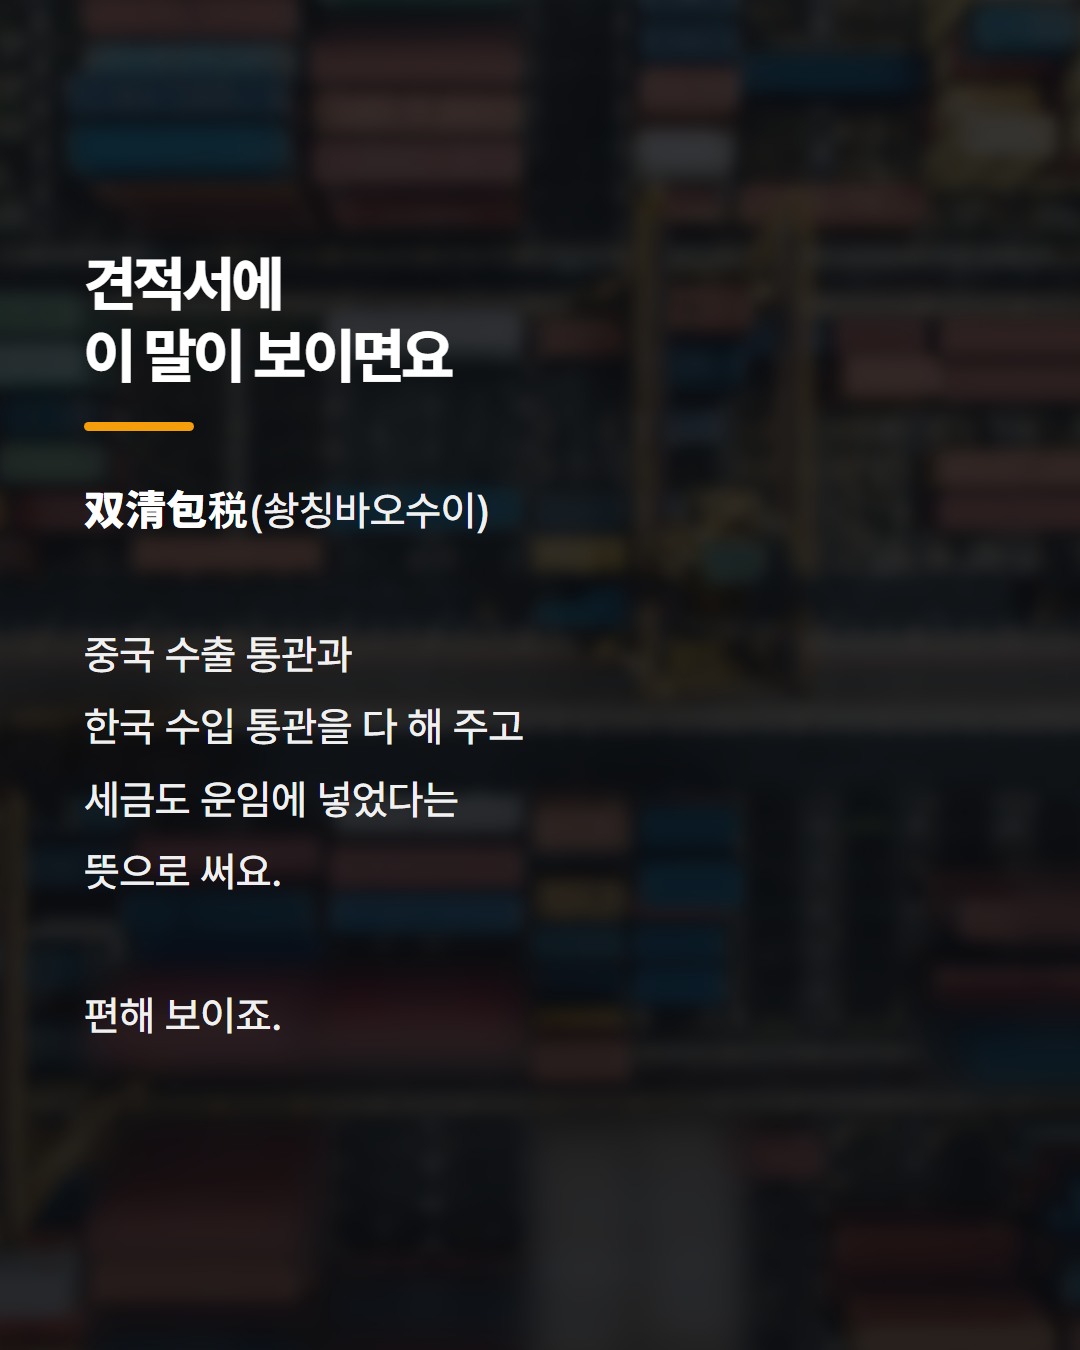 견적서에
이 말이 보이면요
双清包税(솽칭바오수이)
중국 수출 통관과
한국 수입 통관을 다 해 주고
세금도 운임에 넣었다는
뜻으로 써요.
편해 보이죠.